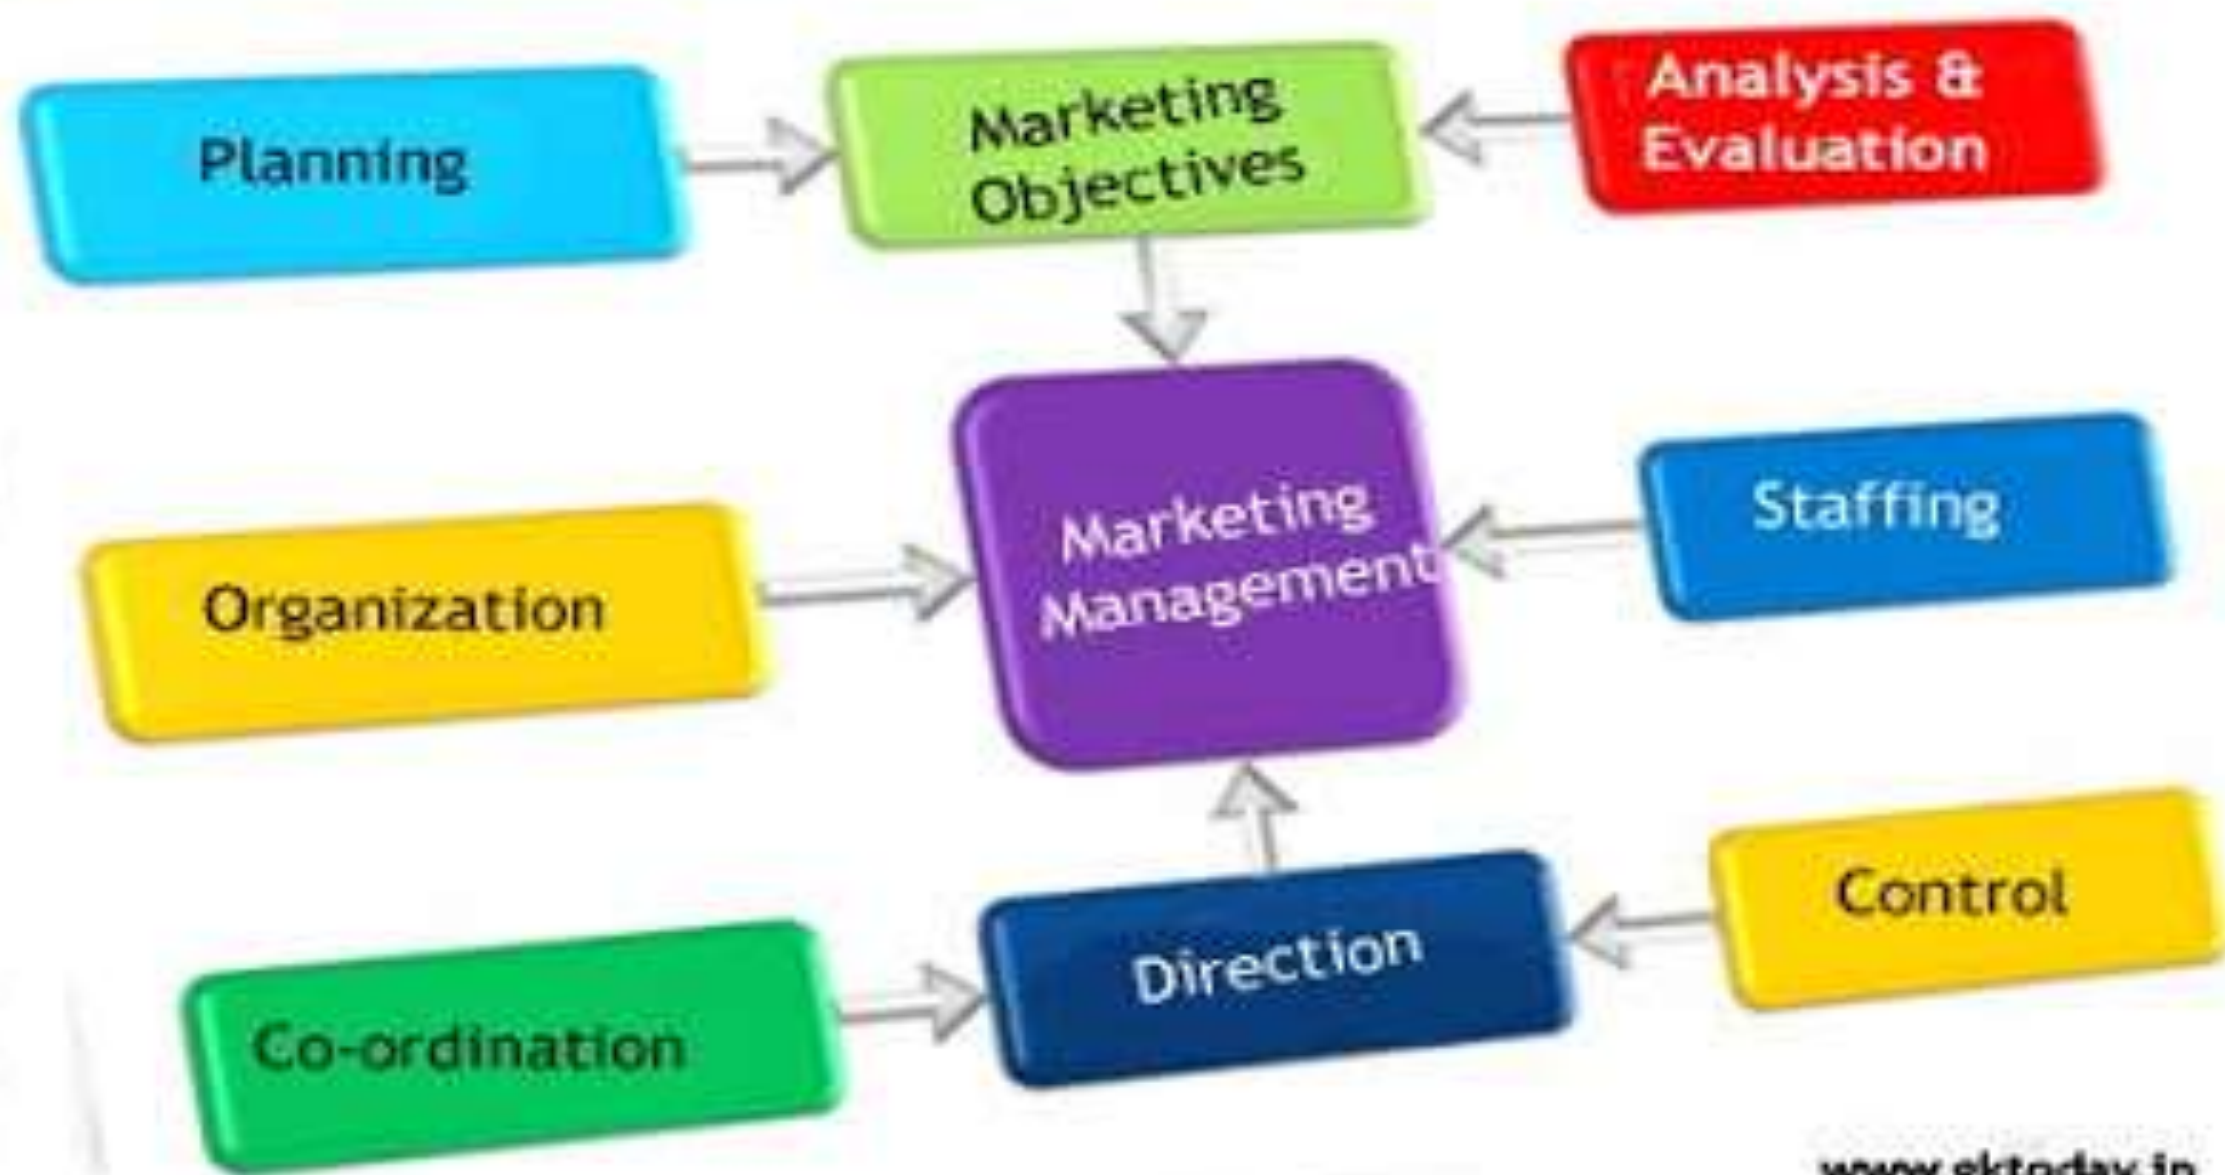 Planning
Marketing
Objectives
Analysis &
Evaluation
Organization
Marketing
Management
Staffing
Co-ordination
Direction
Control